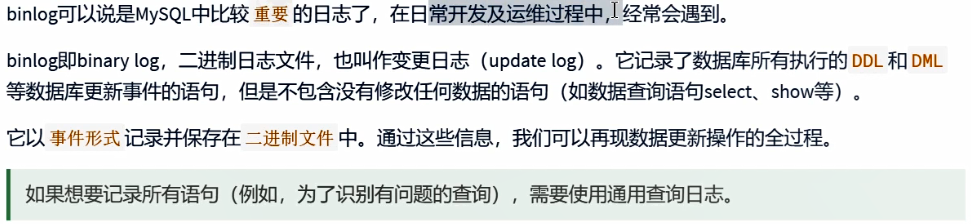 binlog可以说是MySQL中比较 重要 的日志了，在日常开发及运维过程中，经常会遇到。
binlog即binary log，二进制日志文件，也叫作变更日志（update log）。它记录了数据库所有执行的 DDL 和 DML
等数据库更新事件的语句，但是不包含没有修改任何数据的语句（如数据查询语句select、show等）。
它以 事件形式 记录并保存在 二进制文件 中。通过这些信息，我们可以再现数据更新操作的全过程。
如果想要记录所有语句（例如，为了识别有问题的查询），需要使用通用查询日志。